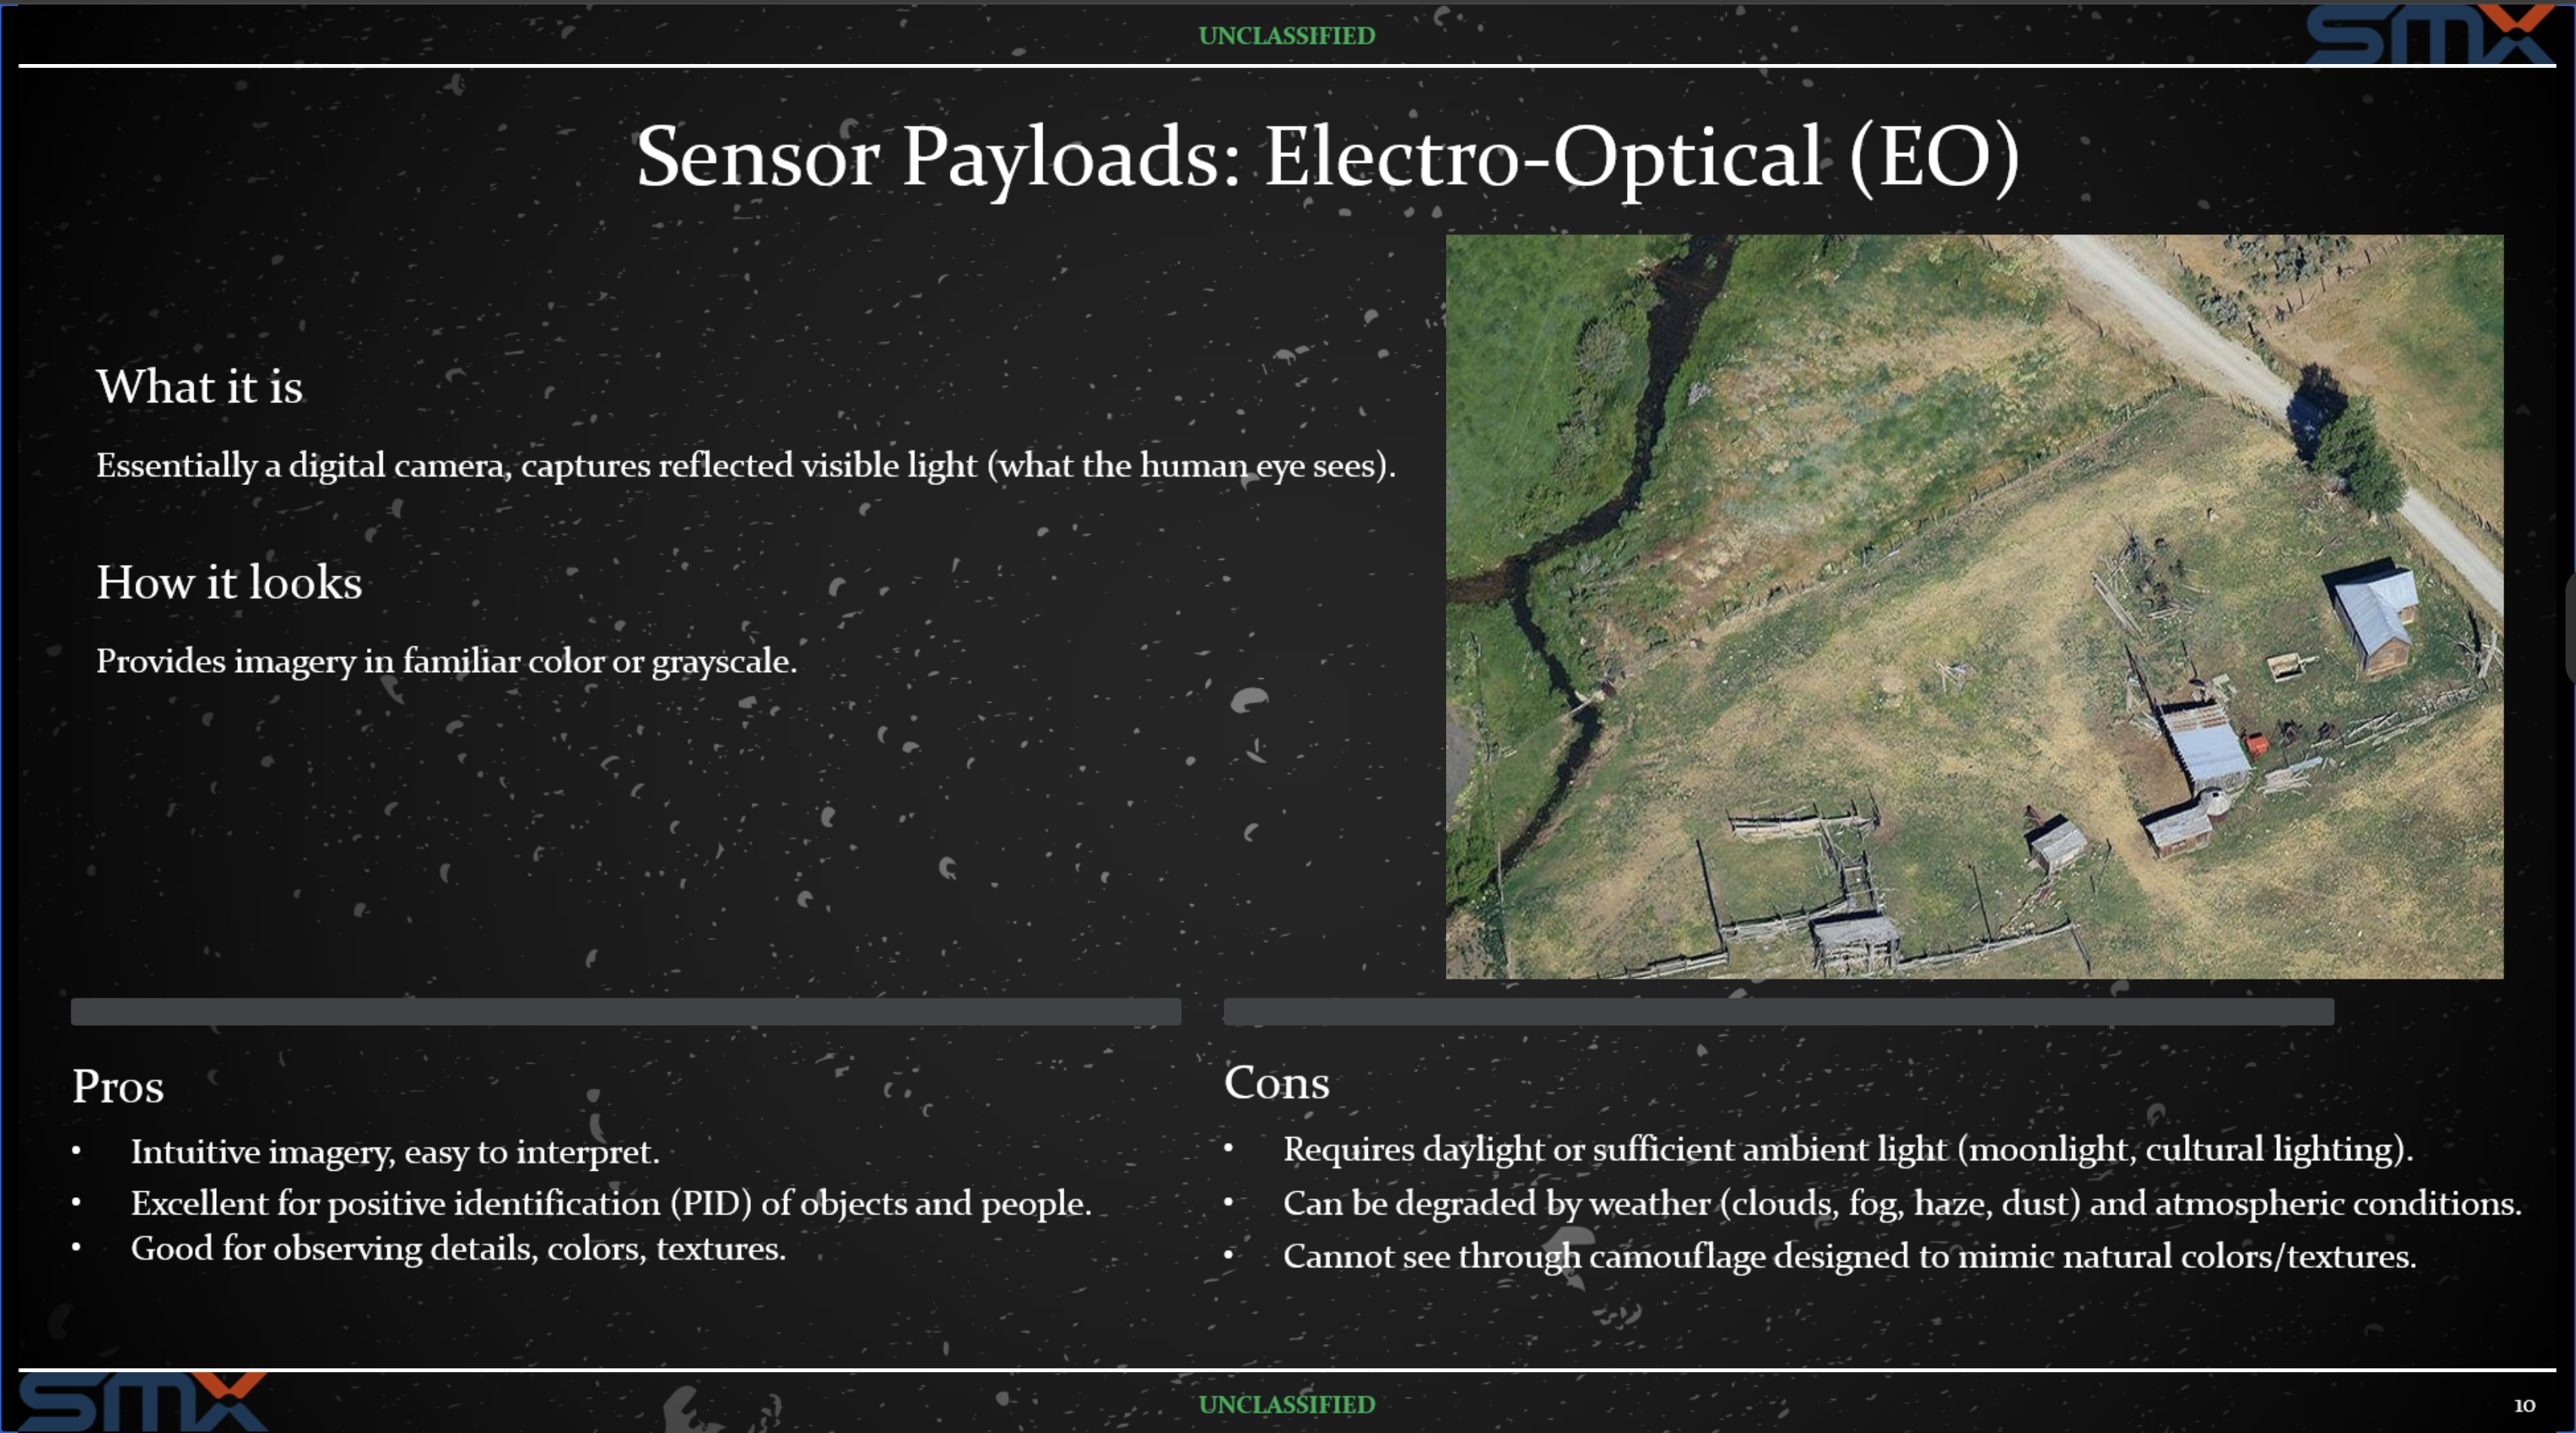 UNCLASSIFIED
SMX
Sensor Payloads: Electro-Optical (EO)
What it is
Essentially a digital camera, captures reflected visible light (what the human eye sees).
How it looks
Provides imagery in familiar color or grayscale.
Pros
• Intuitive imagery, easy to interpret.
• Excellent for positive identification (PID) of objects and people.
• Good for observing details, colors, textures.
Cons
• Requires daylight or sufficient ambient light (moonlight, cultural lighting).
• Can be degraded by weather (clouds, fog, haze, dust) and atmospheric conditions.
• Cannot see through camouflage designed to mimic natural colors/textures.
SMX
UNCLASSIFIED
10